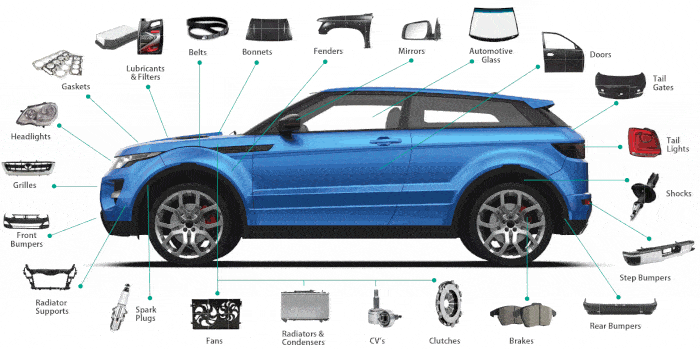 Lubricants
& Filters
Belts
Bonnets
Fenders
Mirrors
Automotive
Glass
Doors
Tail
Gates
Gaskets
Headlights
Tail
Lights
Grilles
Shocks
Front
Bumpers
Step Bumpers
Radiator
Supports
Spark
Plugs
Fans
Radiators &
Condensers
CV's
Clutches
Brakes
Rear Bumpers